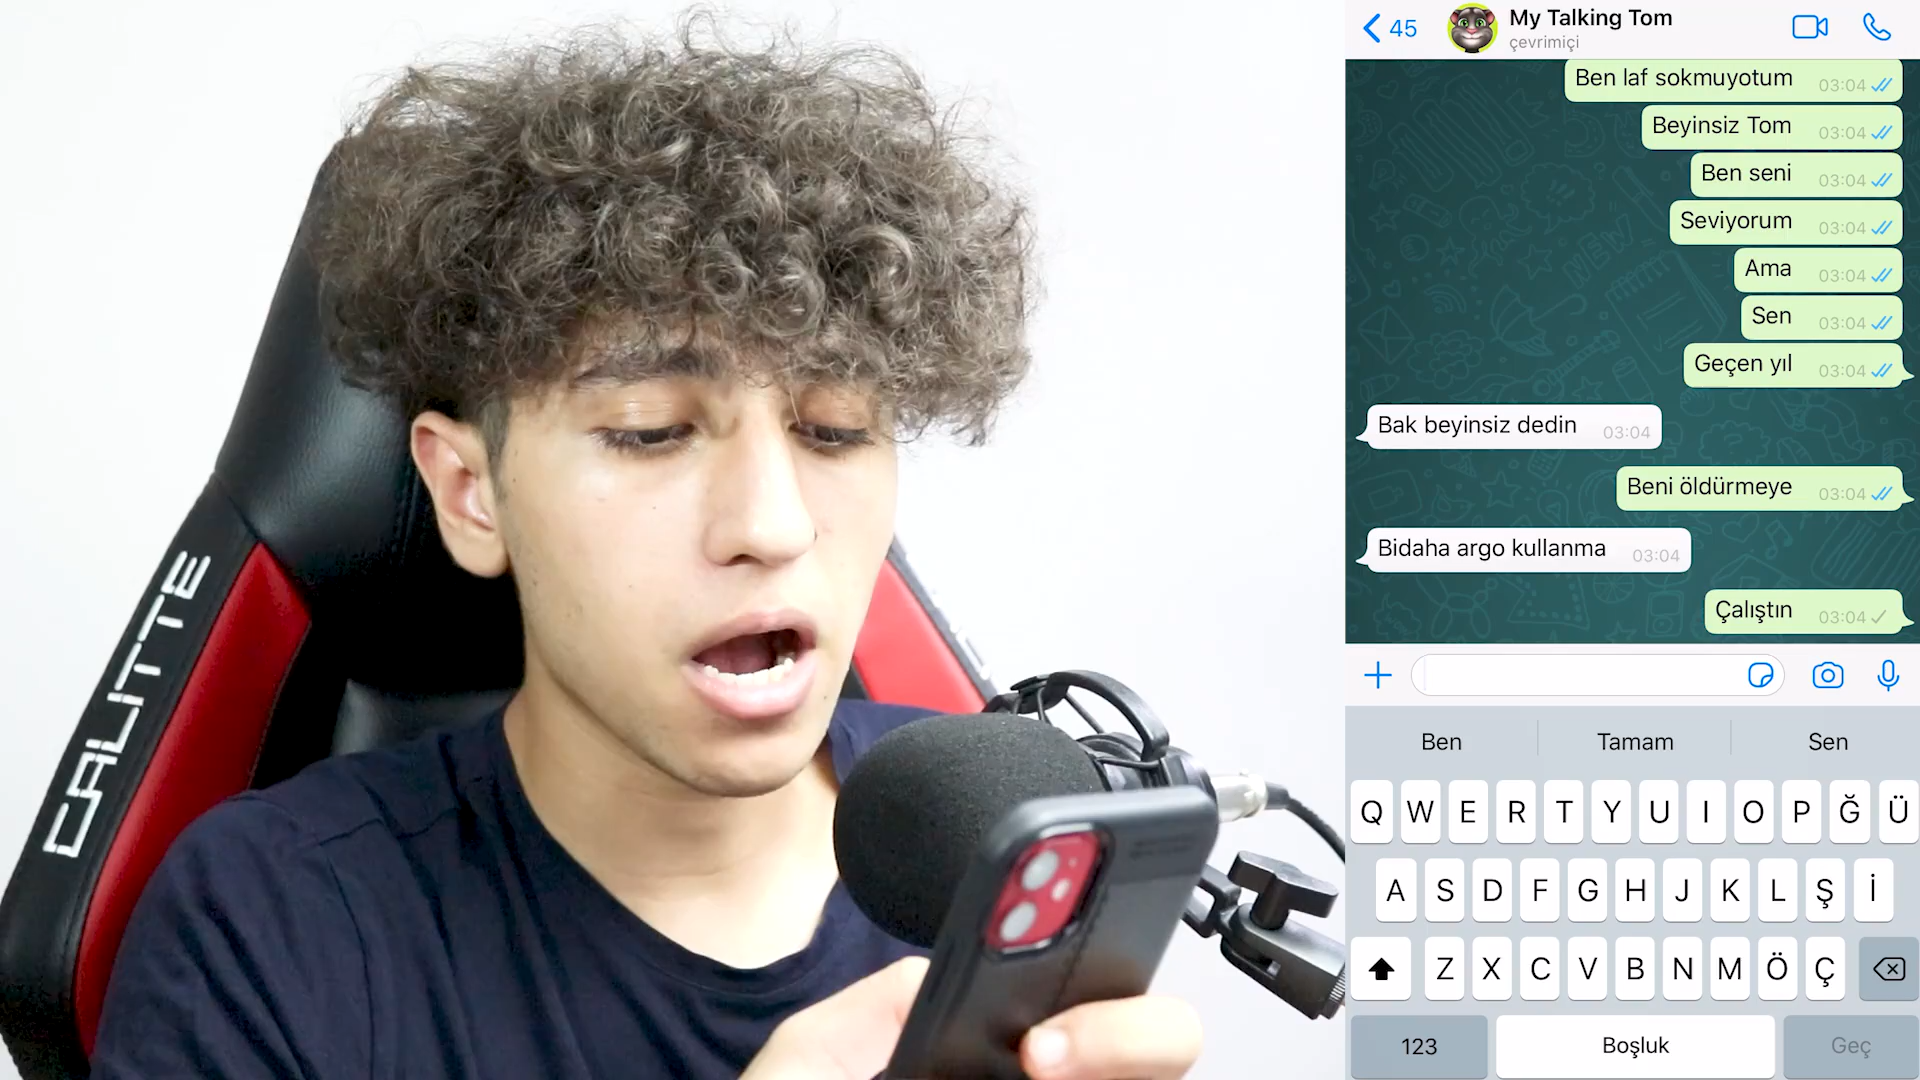 CALITTE
45
My Talking Tom
çevrimiçi
Ben laf sokmuyotum 03:04
Beyinsiz Tom 03:04
Ben seni 03:04
Seviyorum 03:04
Ama 03:04
Sen 03:04
Geçen yıl 03:04
Bak beyinsiz dedin 03:04
Beni öldürmeye 03:04
Bidaha argo kullanma 03:04
Çalıştın 03:04
Ben Tamam Sen
Q W E R T Y U I O P Ğ Ü
A S D F G H J K L Ş İ
Z X C V B N M Ö Ç
123 Boşluk Geç